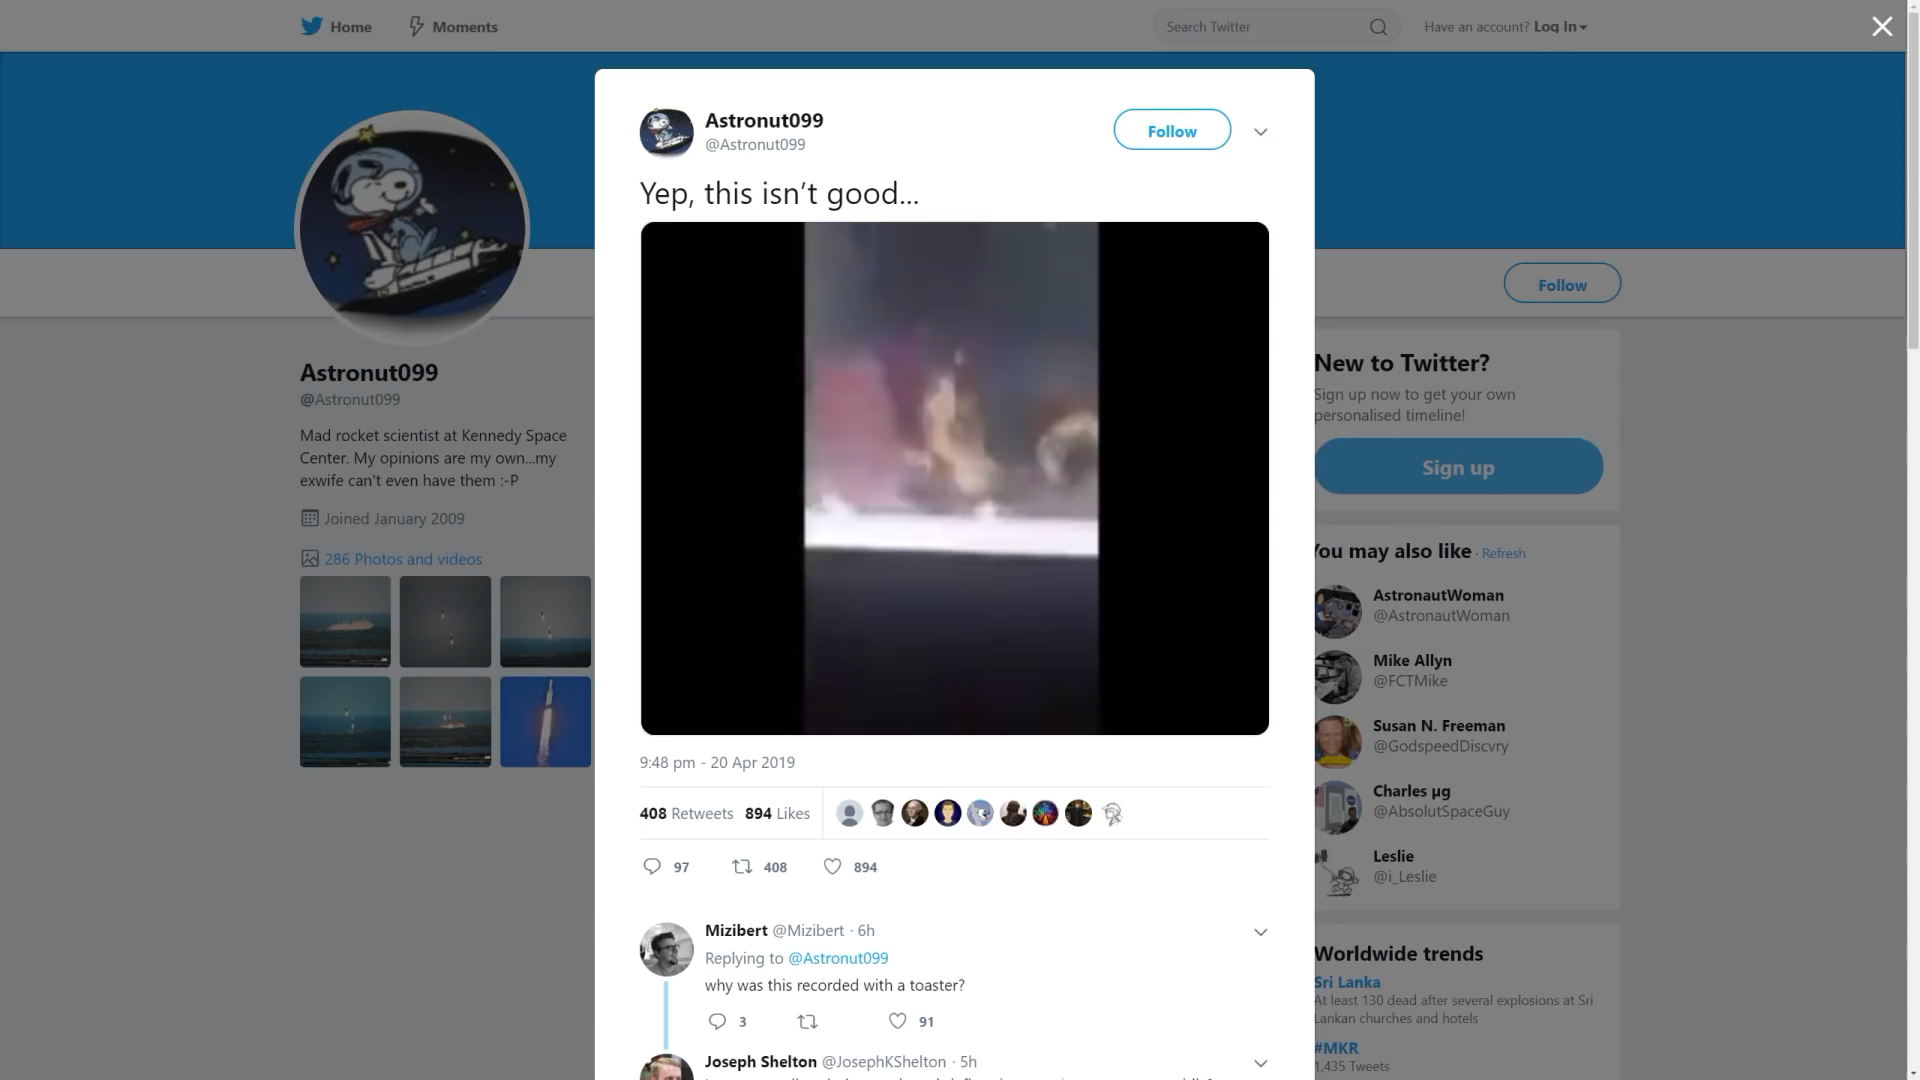 Home
Moments
Search Twitter
Have an account? Log In
Astronut099
@Astronut099
Follow
Yep, this isn’t good...
9:48 pm - 20 Apr 2019
408 Retweets 894 Likes
97
408
894
Mizibert @Mizibert · 6h
Replying to @Astronut099
why was this recorded with a toaster?
3
91
Joseph Shelton @JosephKShelton · 5h
Astronut099
@Astronut099
Mad rocket scientist at Kennedy Space
Center. My opinions are my own...my
exwife can't even have them :-P
Joined January 2009
286 Photos and videos
Follow
New to Twitter?
Sign up now to get your own
personalised timeline!
Sign up
You may also like · Refresh
AstronautWoman
@AstronautWoman
Mike Allyn
@FCTMike
Susan N. Freeman
@GodspeedDiscvry
Charles µg
@AbsolutSpaceGuy
Leslie
@i_Leslie
Worldwide trends
Sri Lanka
At least 130 dead after several explosions at Sri
Lankan churches and hotels
#MKR
1,435 Tweets